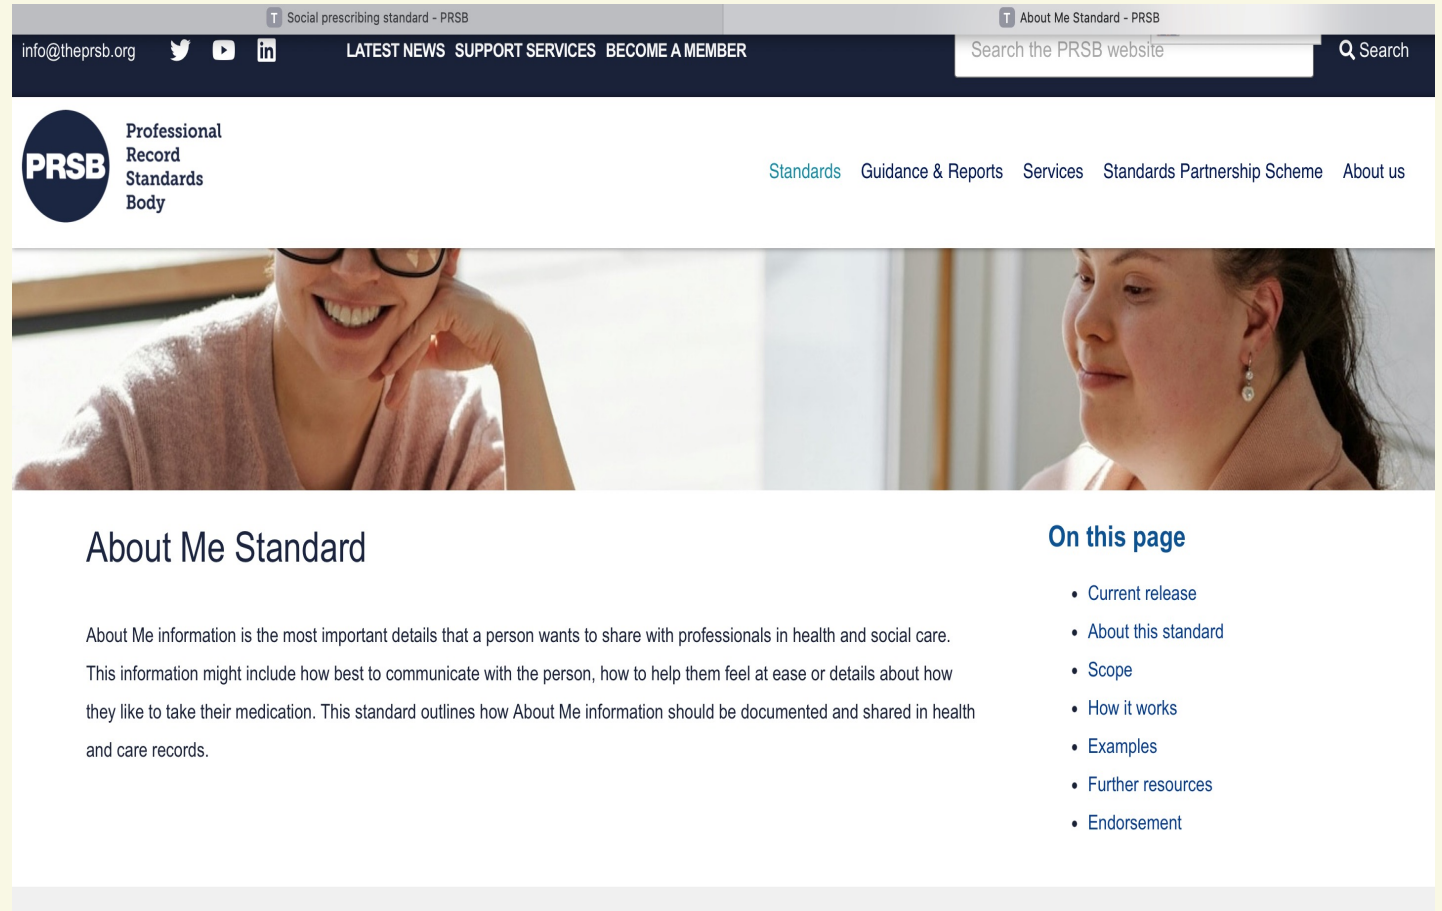 T Social prescribing standard - PRSB
T About Me Standard - PRSB
info@theprsb.org
LATEST NEWS SUPPORT SERVICES BECOME A MEMBER
Search the PRSB website
Search
PRSB
Professional
Record
Standards
Body
Standards Guidance & Reports Services Standards Partnership Scheme About us
About Me Standard
About Me information is the most important details that a person wants to share with professionals in health and social care.
This information might include how best to communicate with the person, how to help them feel at ease or details about how
they like to take their medication. This standard outlines how About Me information should be documented and shared in health
and care records.
On this page
Current release
About this standard
Scope
How it works
Examples
Further resources
Endorsement